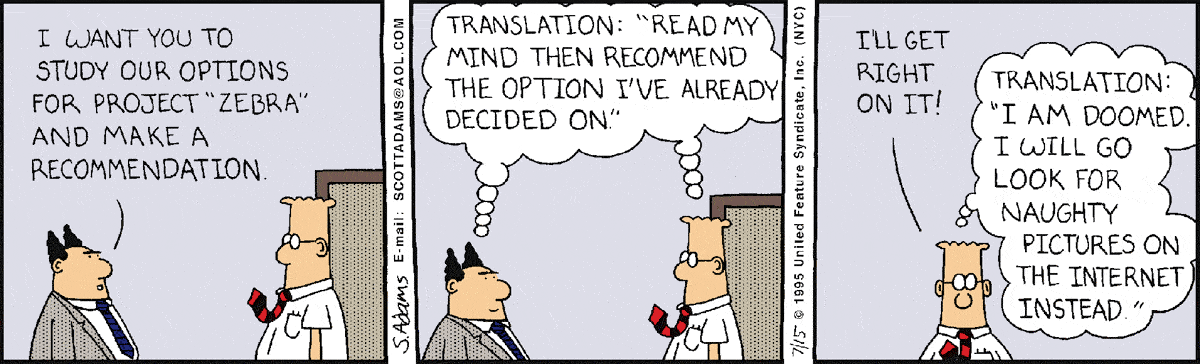 I WANT YOU TO
STUDY OUR OPTIONS
FOR PROJECT "ZEBRA"
AND MAKE A
RECOMMENDATION.
S.Adams E-mail: SCOTTADAMS@AOL.COM
TRANSLATION: "READ MY
MIND THEN RECOMMEND
THE OPTION I'VE ALREADY
DECIDED ON."
7/15 © 1995 United Feature Syndicate, Inc. (NYC)
I'LL GET
RIGHT
ON IT!
TRANSLATION:
"I AM DOOMED.
I WILL GO
LOOK FOR
NAUGHTY
PICTURES ON
THE INTERNET
INSTEAD."